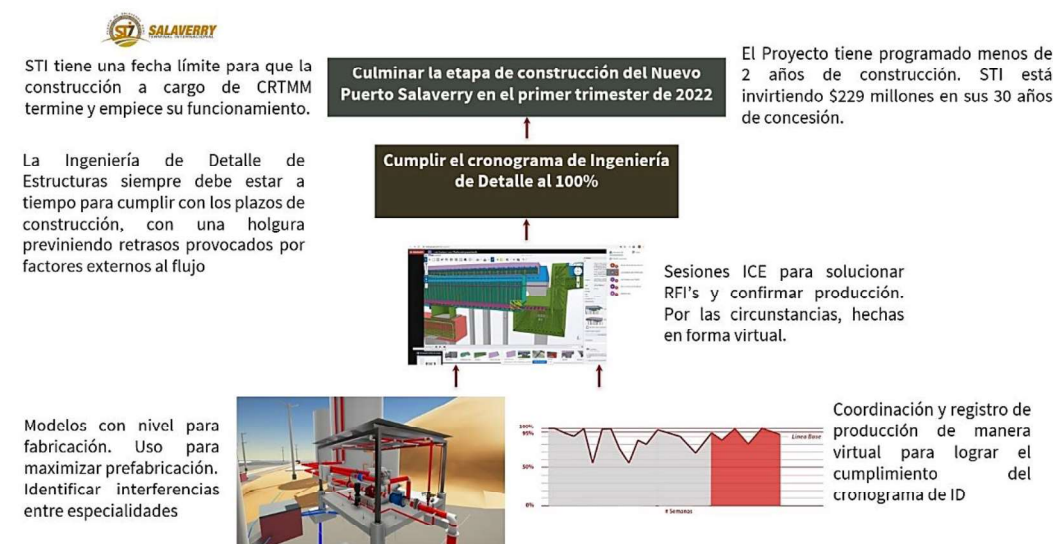 STI
SALAVERRY
TERMINAL INTERNACIONAL
STI tiene una fecha límite para que la
construcción a cargo de CRTMM
termine y empiece su funcionamiento.
Culminar la etapa de construcción del Nuevo
Puerto Salaverry en el primer trimester de 2022
El Proyecto tiene programado menos de
2 años de construcción. STI está
invirtiendo $229 millones en sus 30 años
de concesión.
La Ingeniería de Detalle de
Estructuras siempre debe estar a
tiempo para cumplir con los plazos de
construcción, con una holgura
previniendo retrasos provocados por
factores externos al flujo
Cumplir el cronograma de Ingeniería
de Detalle al 100%
Sesiones ICE para solucionar
RFI's y confirmar producción.
Por las circunstancias, hechas
en forma virtual.
Modelos con nivel para
fabricación. Uso para
maximizar prefabricación.
Identificar interferencias
entre especialidades
100%
95%
50%
0%
Línea Base
# Semanas
Coordinación y registro de
producción de manera
virtual para lograr el
cumplimiento del
cronograma de ID